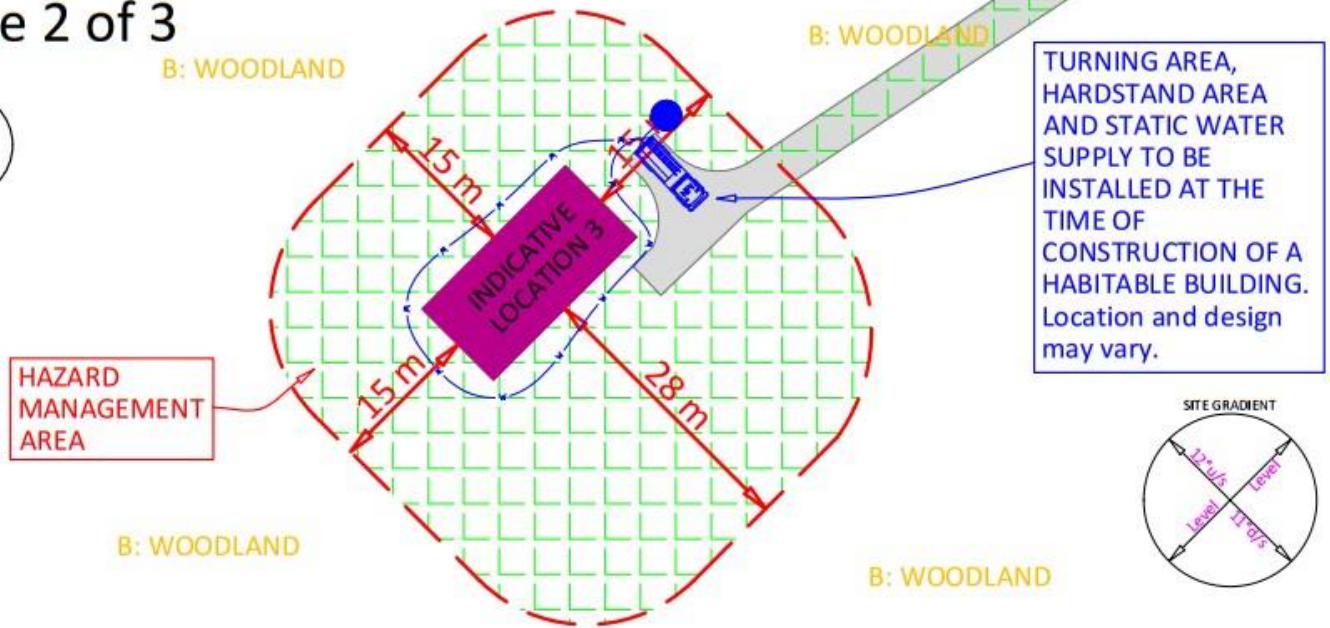 e 2 of 3
B: WOODLAND
B: WOODLAND
TURNING AREA,
HARDSTAND AREA
AND STATIC WATER
SUPPLY TO BE
INSTALLED AT THE
TIME OF
CONSTRUCTION OF A
HABITABLE BUILDING.
Location and design
may vary.
15 m
INDICATIVE
LOCATION 3
15 m
28 m
HAZARD
MANAGEMENT
AREA
SITE GRADIENT
12°u/s
Level
Level
11°d/s
B: WOODLAND
B: WOODLAND